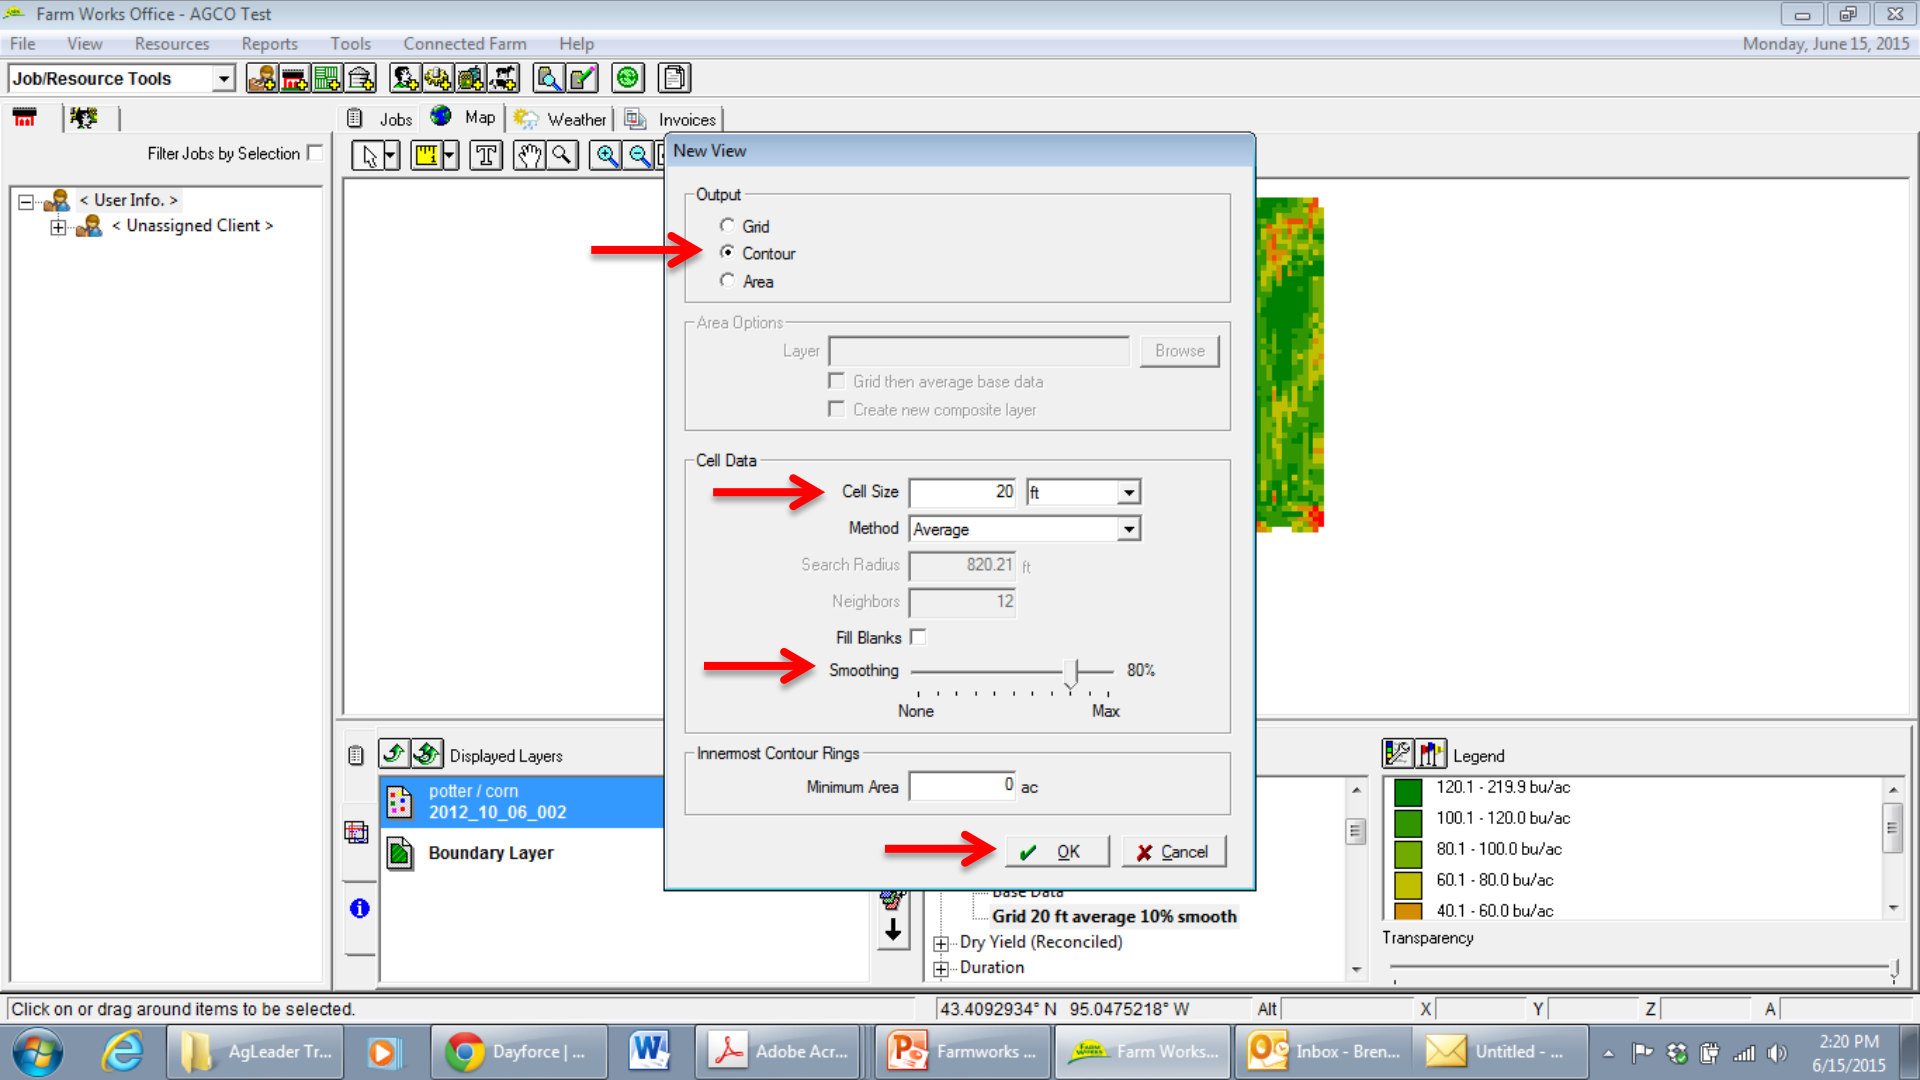 Farm Works Office - AGCO Test
File View Resources Reports Tools Connected Farm Help Monday, June 15, 2015
Job/Resource Tools
Jobs Map Weather Invoices
Filter Jobs by Selection
< User Info. >
< Unassigned Client >
New View
Output
Grid
Contour
Area
Area Options
Layer Browse
Grid then average base data
Create new composite layer
Cell Data
Cell Size 20 ft
Method Average
Search Radius 820.21 ft
Neighbors 12
Fill Blanks
Smoothing 80%
None Max
Innermost Contour Rings
Minimum Area 0 ac
OK Cancel
Displayed Layers
potter / corn
2012_10_06_002
Boundary Layer
Base Data
Grid 20 ft average 10% smooth
Dry Yield (Reconciled)
Duration
Legend
120.1 - 219.9 bu/ac
100.1 - 120.0 bu/ac
80.1 - 100.0 bu/ac
60.1 - 80.0 bu/ac
40.1 - 60.0 bu/ac
Transparency
Click on or drag around items to be selected. 43.4092934° N 95.0475218° W Alt X Y Z A
AgLeader Tr... Dayforce | ... Adobe Acr... Farmworks ... Farm Works... Inbox - Bren... Untitled - ... 2:20 PM
6/15/2015